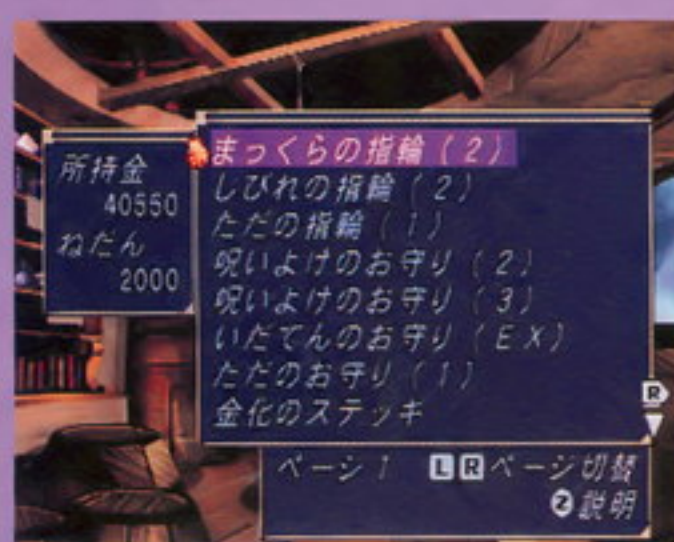 所持金
40550
ねだん
2000
まっくらの指輪(2)
しびれの指輪(2)
ただの指輪(1)
呪いよけのお守り(2)
呪いよけのお守り(3)
いだてんのお守り(EX)
ただのお守り(1)
金化のステッキ
R
ページ1 LRページ切替
Z説明